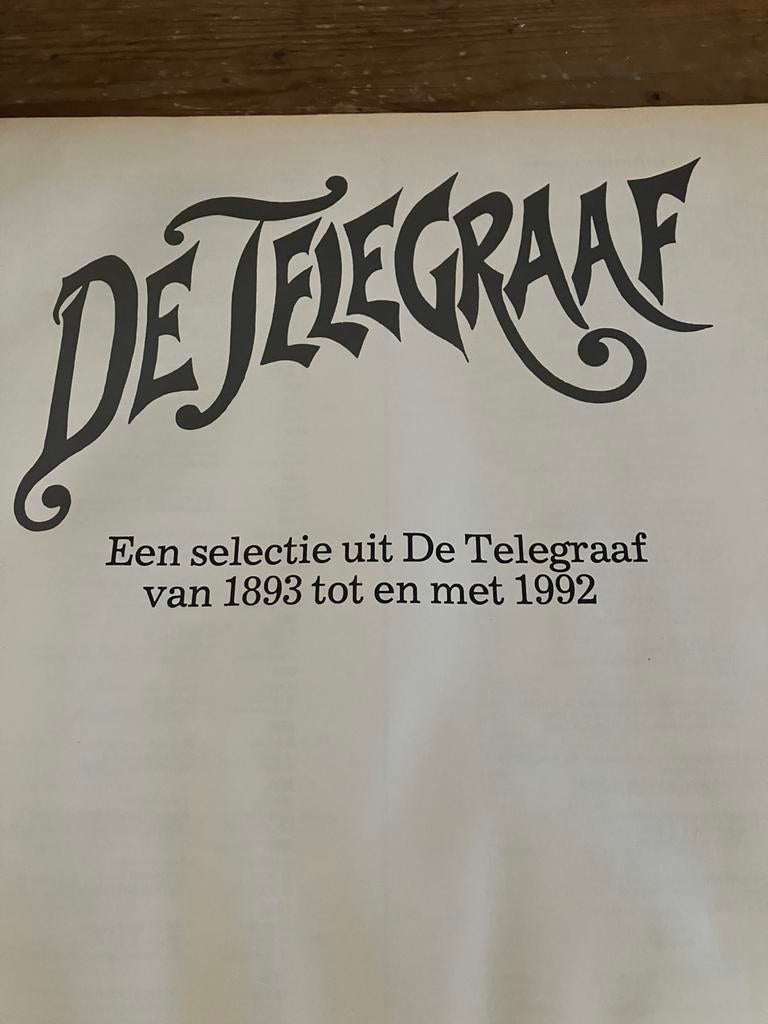 DE TELEGRAAF
Een selectie uit De Telegraaf
van 1893 tot en met 1992